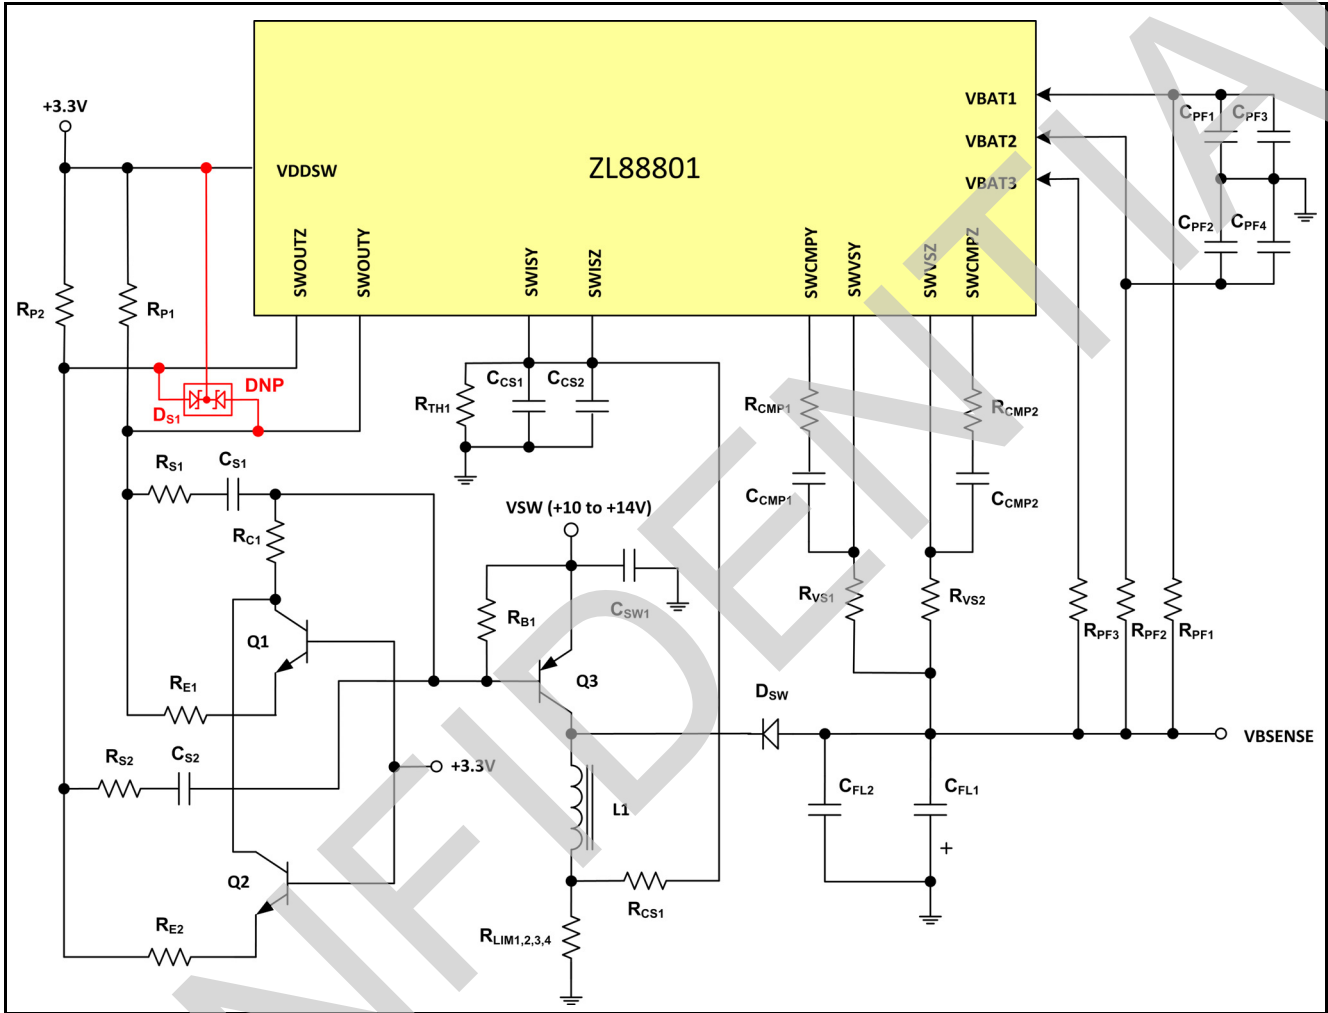 +3.3V
VDDSW
ZL88801
VBAT1
VBAT2
VBAT3
CPF1
CPF3
CPF2
CPF4
SWOUTZ
SWOUTY
SWISY
SWISZ
SWCMPY
SWVSY
SWVSZ
SWCMPZ
RP2
RP1
DNP
DS1
RTH1
CCS1
CCS2
RCMP1
RCMP2
CCMP1
CCMP2
RS1
CS1
RC1
VSW (+10 to +14V)
CSW1
RB1
RVS1
RVS2
RPF3
RPF2
RPF1
Q1
Q3
RE1
DSW
VBSENSE
RS2
CS2
+3.3V
L1
CFL2
CFL1
+
Q2
RCS1
RE2
RLIM1,2,3,4
NFIDENTIA